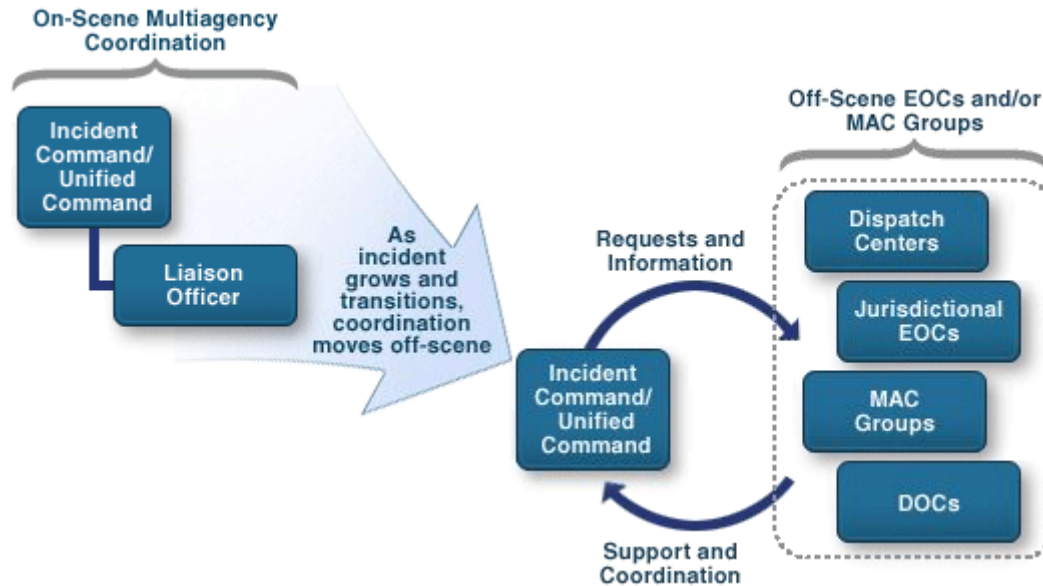 On-Scene Multiagency
Coordination
Incident
Command/
Unified
Command
Liaison
Officer
As
incident
grows and
transitions,
coordination
moves off-scene
Incident
Command/
Unified
Command
Requests and
Information
Support and
Coordination
Off-Scene EOCs and/or
MAC Groups
Dispatch
Centers
Jurisdictional
EOCs
MAC
Groups
DOCs